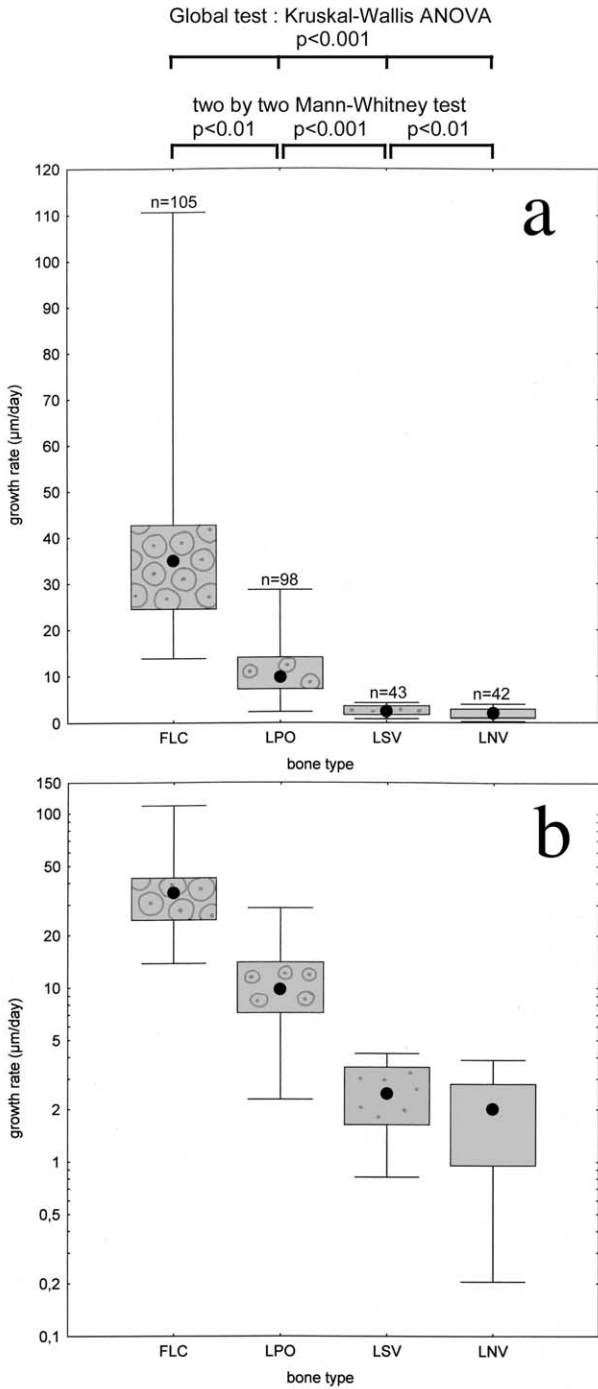 Global test : Kruskal-Wallis ANOVA
p<0.001
two by two Mann-Whitney test
p<0.01 p<0.001 p<0.01
a
120
110
100
90
80
70
60
50
40
30
20
10
0
growth rate (µm/day)
n=105
n=98
n=43
n=42
FLC LPO LSV LNV
bone type
b
150
100
50
20
10
5
2
1
0,5
0,2
0,1
growth rate (µm/day)
FLC LPO LSV LNV
bone type